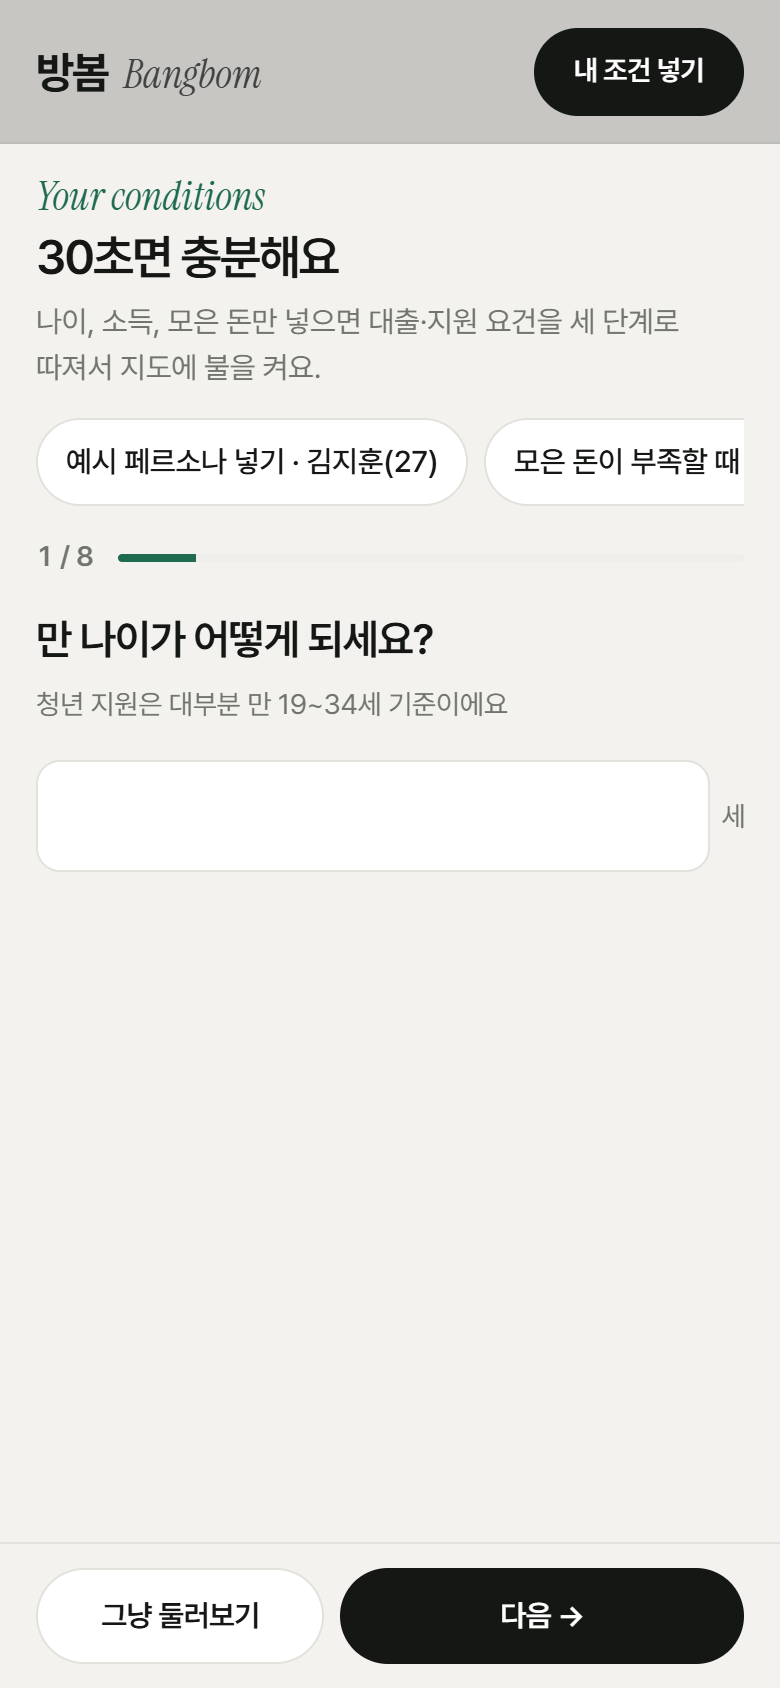 방봄 Bangbom
내 조건 넣기
Your conditions
30초면 충분해요
나이, 소득, 모은 돈만 넣으면 대출·지원 요건을 세 단계로
따져서 지도에 불을 켜요.
예시 페르소나 넣기 · 김지훈(27)
모은 돈이 부족할 때
1 / 8
만 나이가 어떻게 되세요?
청년 지원은 대부분 만 19~34세 기준이에요
세
그냥 둘러보기
다음 →